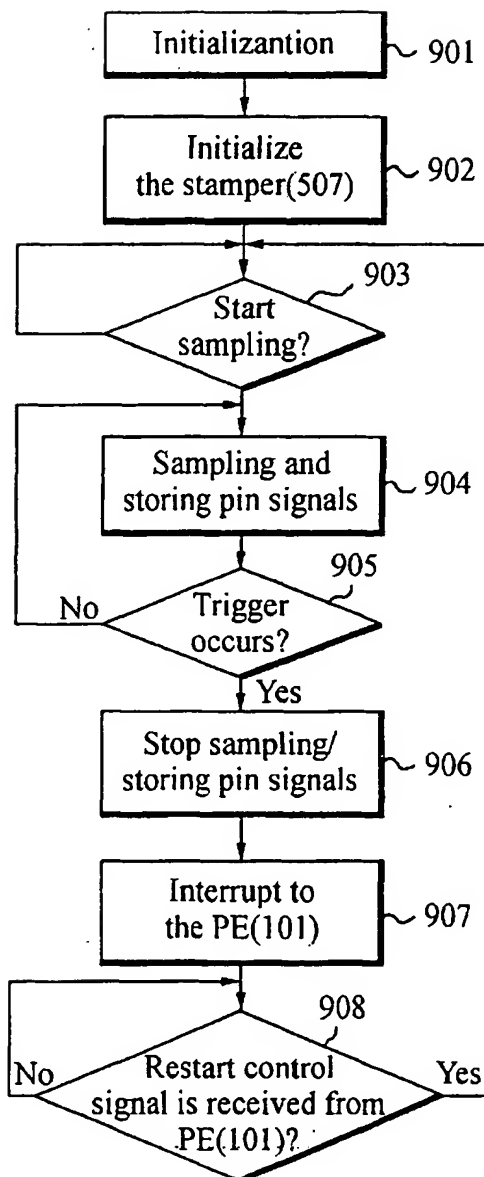 Initializantion
901
Initialize
the stamper(507)
902
903
Start
sampling?
Sampling and
storing pin signals
904
905
No
Trigger
occurs?
Yes
Stop sampling/
storing pin signals
906
Interrupt to
the PE(101)
907
908
No
Restart control
signal is received from
PE(101)?
Yes